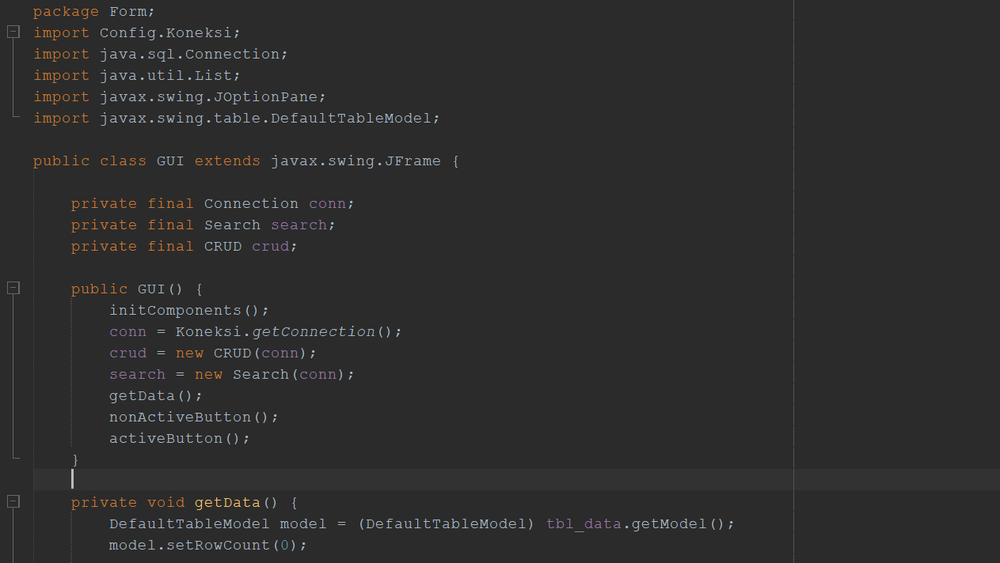 package Form;
import Config.Koneksi;
import java.sql.Connection;
import java.util.List;
import javax.swing.JOptionPane;
import javax.swing.table.DefaultTableModel;

public class GUI extends javax.swing.JFrame {

    private final Connection conn;
    private final Search search;
    private final CRUD crud;

    public GUI() {
        initComponents();
        conn = Koneksi.getConnection();
        crud = new CRUD(conn);
        search = new Search(conn);
        getData();
        nonActiveButton();
        activeButton();
    }

    private void getData() {
        DefaultTableModel model = (DefaultTableModel) tbl_data.getModel();
        model.setRowCount(0);